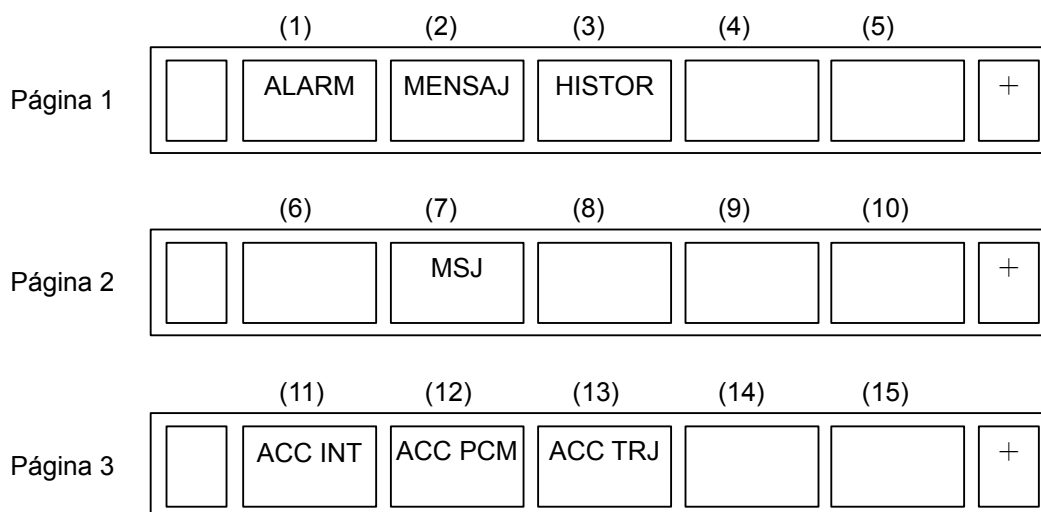 (1) (2) (3) (4) (5)
Página 1 ALARM MENSAJ HISTOR +
(6) (7) (8) (9) (10)
Página 2 MSJ +
(11) (12) (13) (14) (15)
Página 3 ACC INT ACC PCM ACC TRJ +